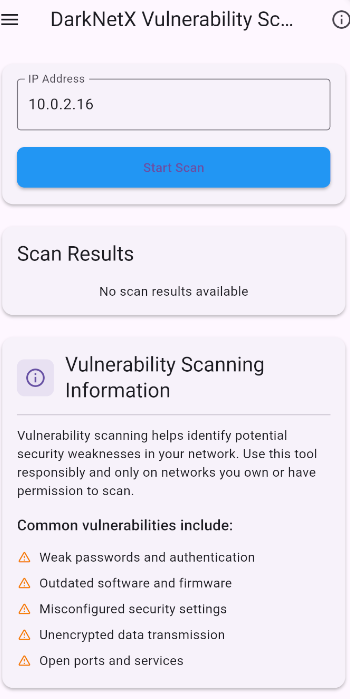 DarkNetX Vulnerability Sc...
IP Address
10.0.2.16
Start Scan
Scan Results
No scan results available
Vulnerability Scanning
Information
Vulnerability scanning helps identify potential
security weaknesses in your network. Use this tool
responsibly and only on networks you own or have
permission to scan.
Common vulnerabilities include:
Weak passwords and authentication
Outdated software and firmware
Misconfigured security settings
Unencrypted data transmission
Open ports and services